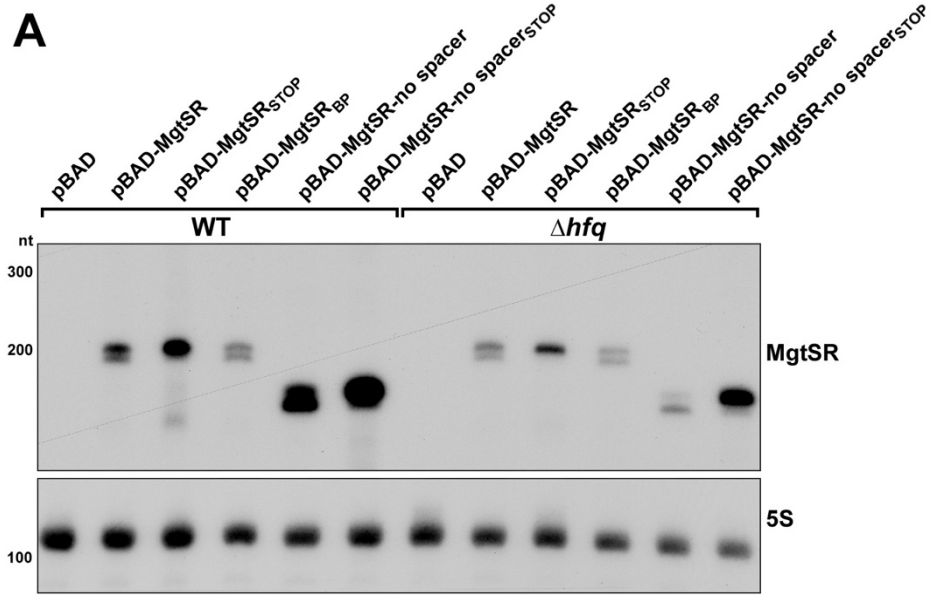 A
pBAD
pBAD-MgtSR
pBAD-MgtSRSTOP
pBAD-MgtSRBP
pBAD-MgtSR-no spacer
pBAD-MgtSR-no spacerSTOP
pBAD
pBAD-MgtSR
pBAD-MgtSRSTOP
pBAD-MgtSRBP
pBAD-MgtSR-no spacer
pBAD-MgtSR-no spacerSTOP
WT
Δhfq
nt
300
200
MgtSR
5S
100